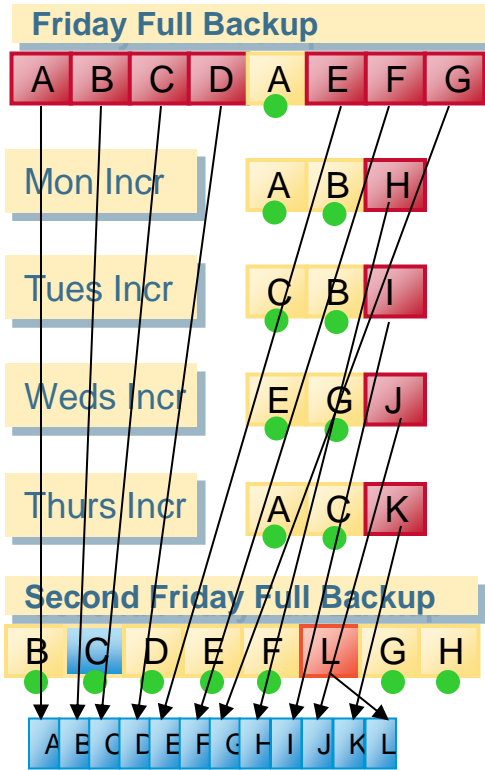 Friday Full Backup
A B C D A E F G
Mon Incr A B H
Tues Incr C B I
Weds Incr E G J
Thurs Incr A C K
Second Friday Full Backup
B C D E F L G H
A B C D E F G H I J K L